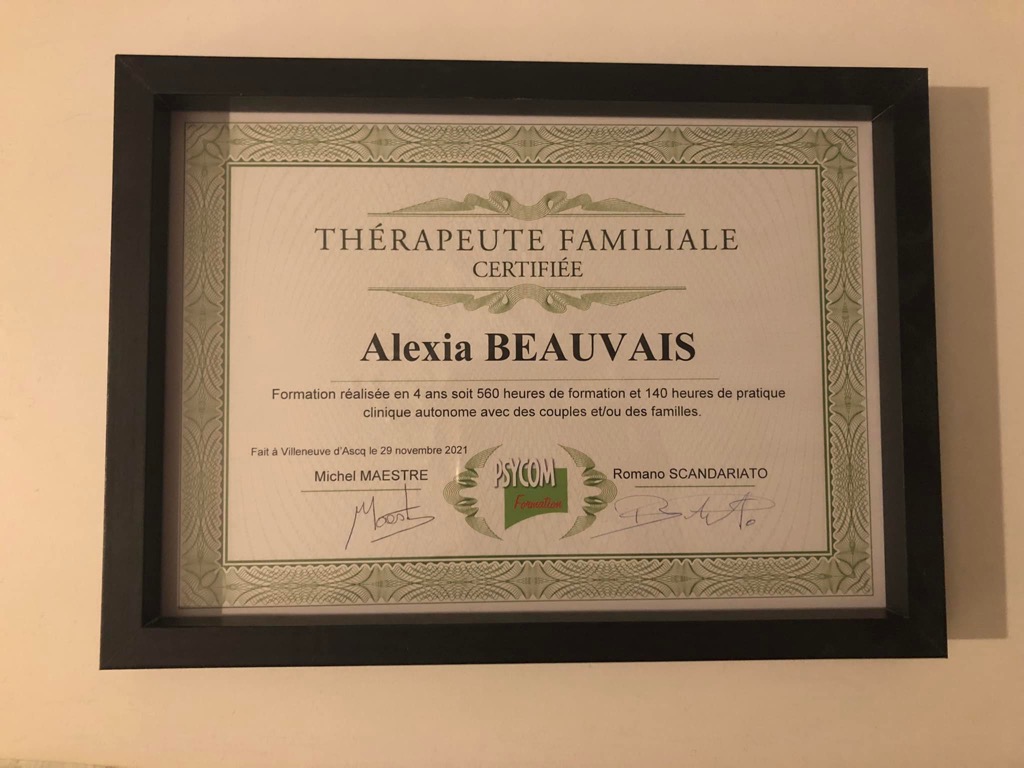 THÉRAPEUTE FAMILIALE
CERTIFIÉE
Alexia BEAUVAIS
Formation réalisée en 4 ans soit 560 heures de formation et 140 heures de pratique
clinique autonome avec des couples et/ou des familles.
Fait à Villeneuve d'Ascq le 29 novembre 2021
Michel MAESTRE
PSYCOM
Formation
Romano SCANDARIATO